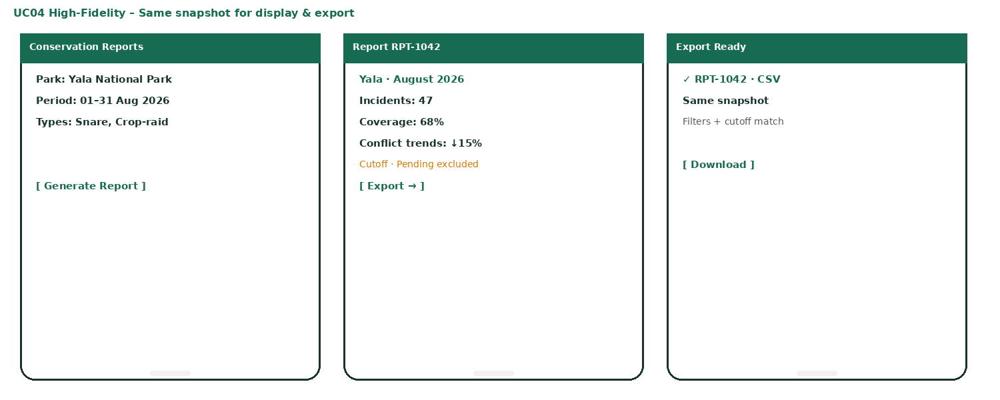 UC04 High-Fidelity – Same snapshot for display & export
Conservation Reports
Park: Yala National Park
Period: 01–31 Aug 2026
Types: Snare, Crop-raid
[ Generate Report ]
Report RPT-1042
Yala · August 2026
Incidents: 47
Coverage: 68%
Conflict trends: ↓15%
Cutoff · Pending excluded
[ Export → ]
Export Ready
✓ RPT-1042 · CSV
Same snapshot
Filters + cutoff match
[ Download ]